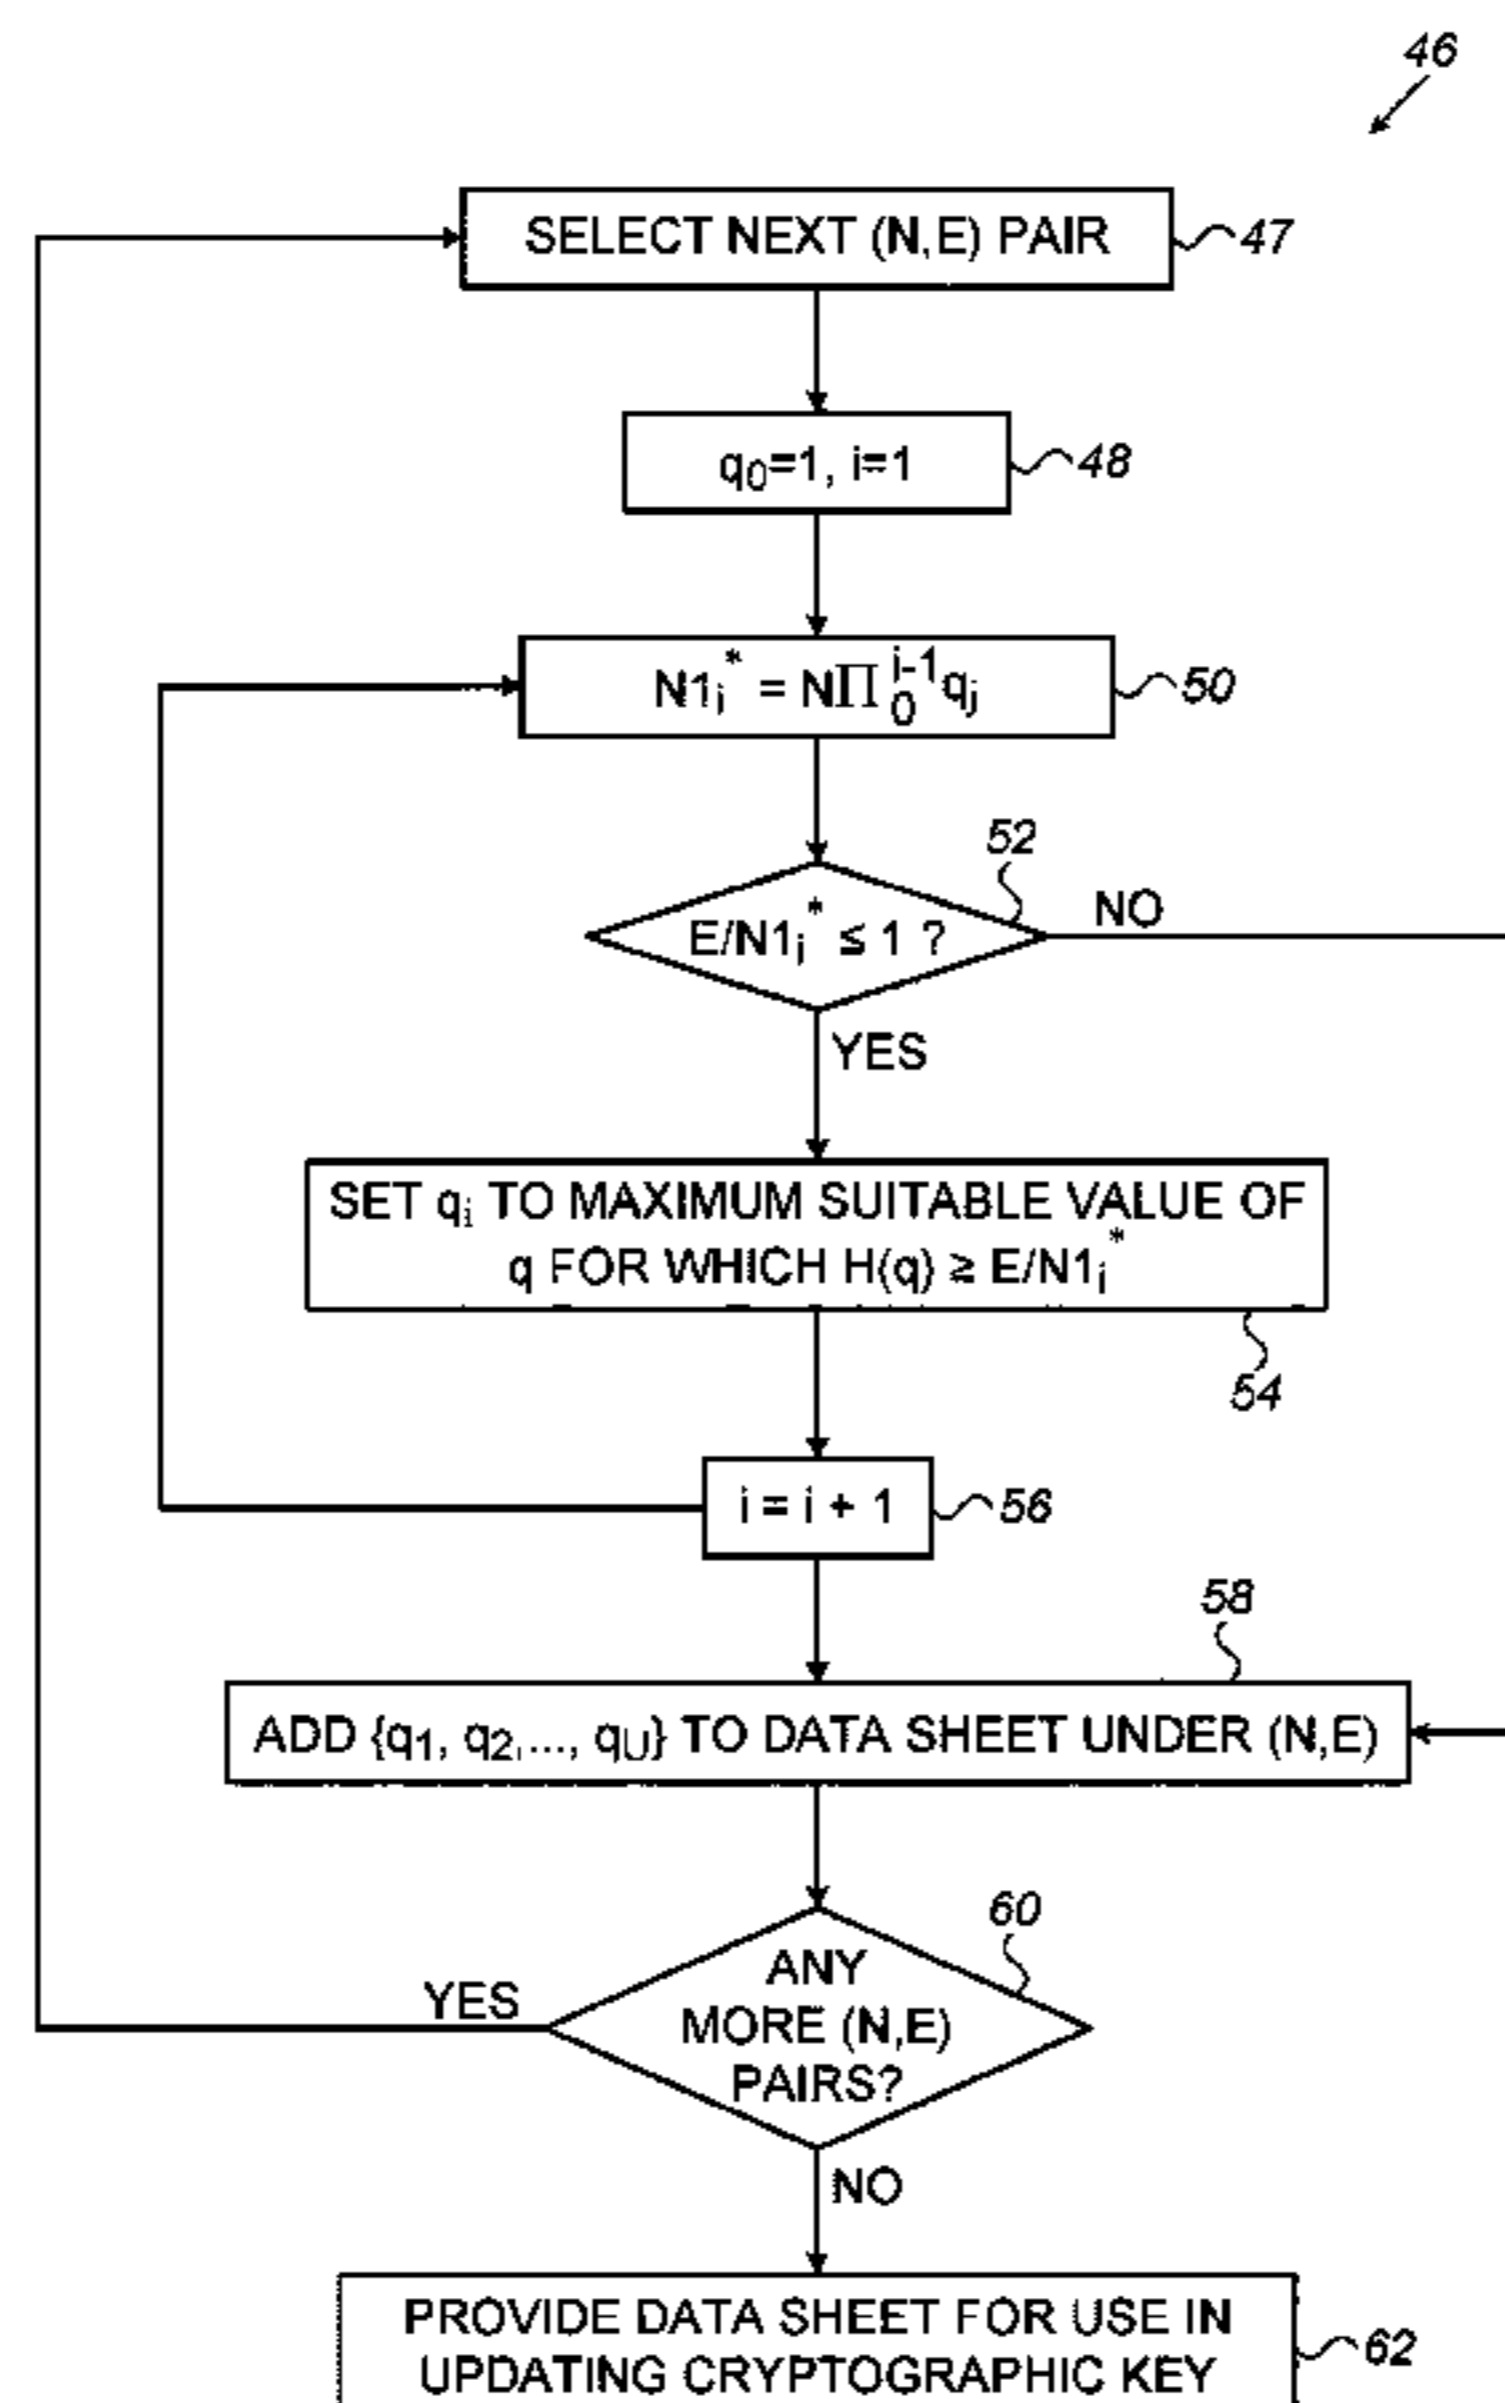 46
SELECT NEXT (N,E) PAIR
47
q₀=1, i=1
48
N1ᵢ* = N∏₀ⁱ⁻¹qⱼ
50
52
E/N1ᵢ* ≤ 1 ?
NO
YES
SET qᵢ TO MAXIMUM SUITABLE VALUE OF
q FOR WHICH H(q) ≥ E/N1ᵢ*
54
i = i + 1
56
58
ADD {q₁, q₂,..., q_U} TO DATA SHEET UNDER (N,E)
60
ANY
MORE (N,E)
PAIRS?
YES
NO
PROVIDE DATA SHEET FOR USE IN
UPDATING CRYPTOGRAPHIC KEY
62